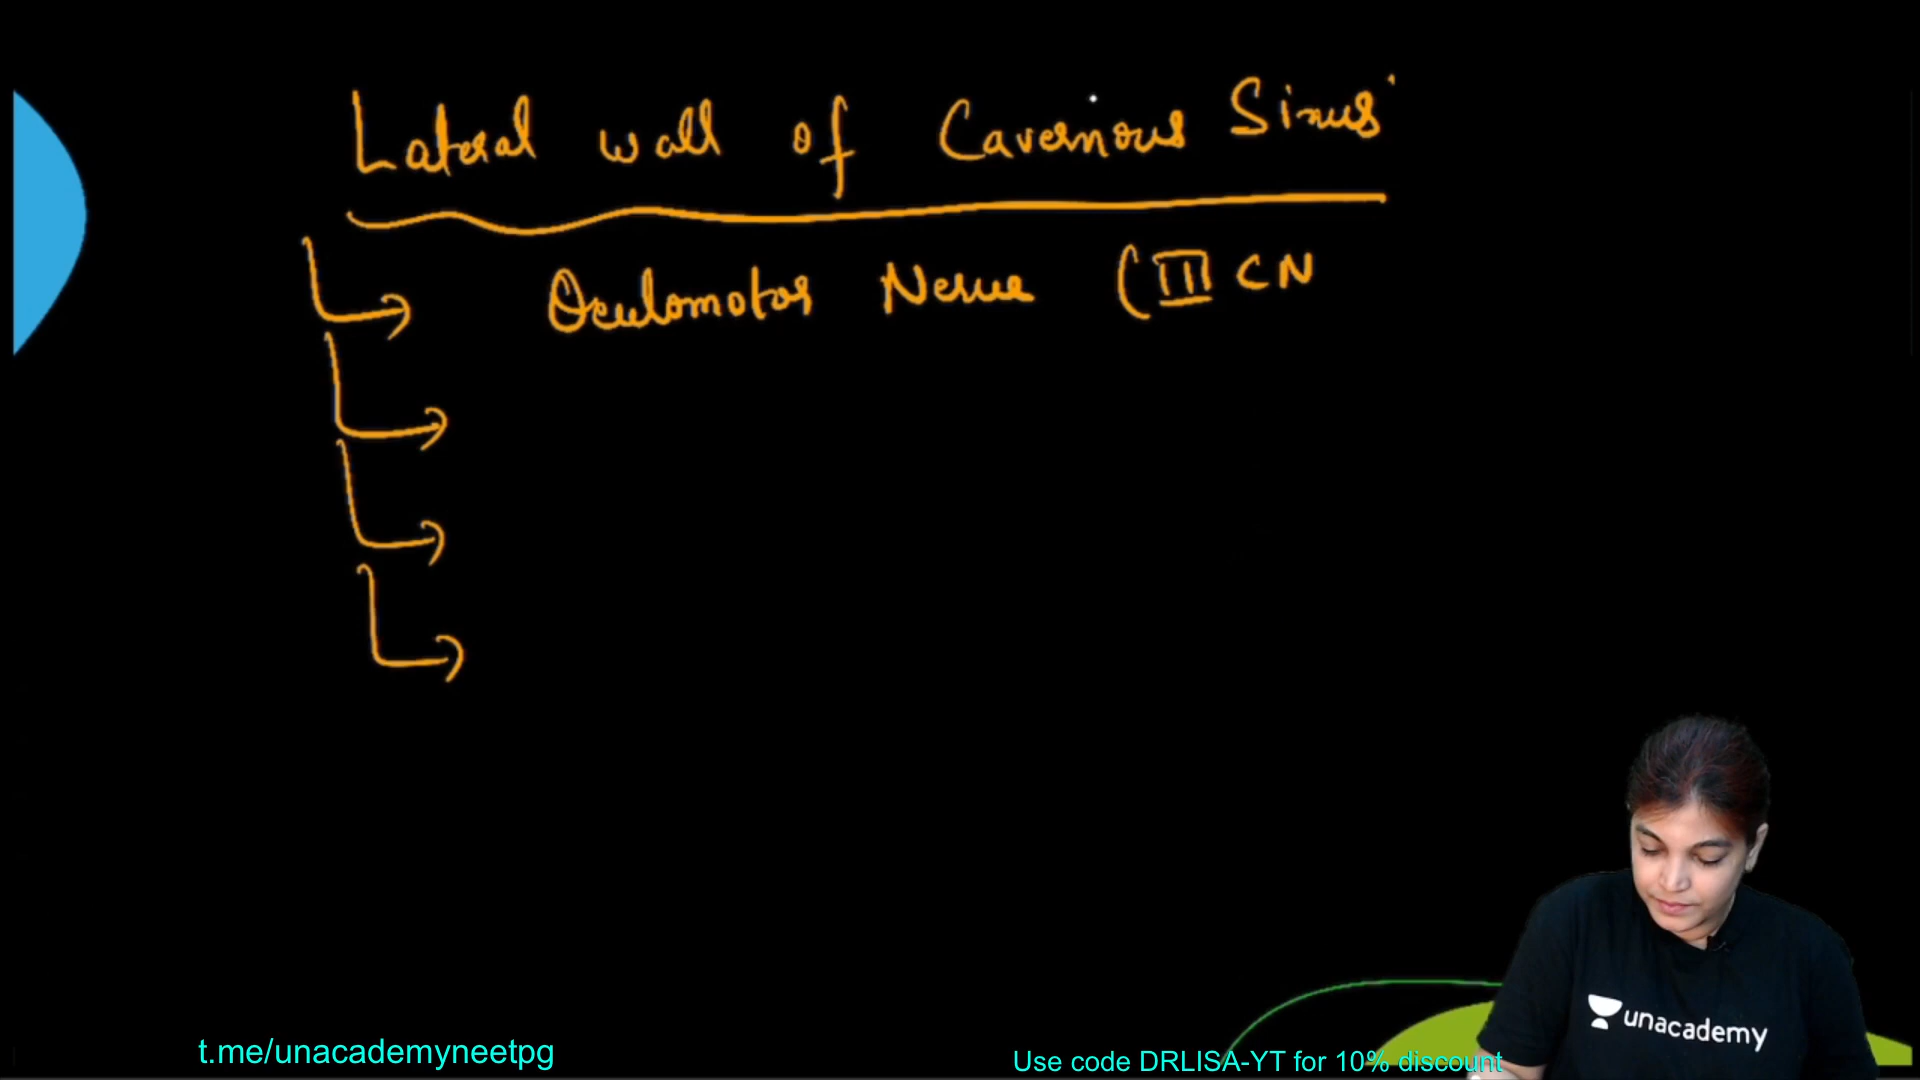 Lateral wall of Cavernous Sinus
Oculomotor Nerve (III CN
unacademy
t.me/unacademyneetpg
Use code DRLISA-YT for 10% discount